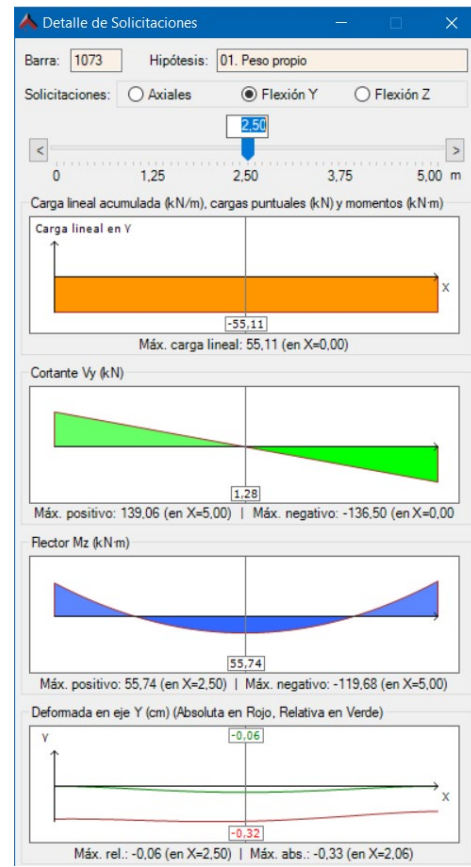 Detalle de Solicitaciones
Barra: 1073 Hipótesis: 01. Peso propio
Solicitaciones: Axiales Flexión Y Flexión Z
2,50
< >
0 1,25 2,50 3,75 5,00 m
Carga lineal acumulada (kN/m), cargas puntuales (kN) y momentos (kN·m)
Carga lineal en Y
X
-55,11
Máx. carga lineal: 55,11 (en X=0,00)
Cortante Vy (kN)
1,28
Máx. positivo: 139,06 (en X=5,00) | Máx. negativo: -136,50 (en X=0,00
Flector Mz (kN·m)
55,74
Máx. positivo: 55,74 (en X=2,50) | Máx. negativo: -119,68 (en X=5,00)
Deformada en eje Y (cm) (Absoluta en Rojo, Relativa en Verde)
Y
-0,06
X
-0,32
Máx. rel.: -0,06 (en X=2,50) | Máx. abs.: -0,33 (en X=2,06)